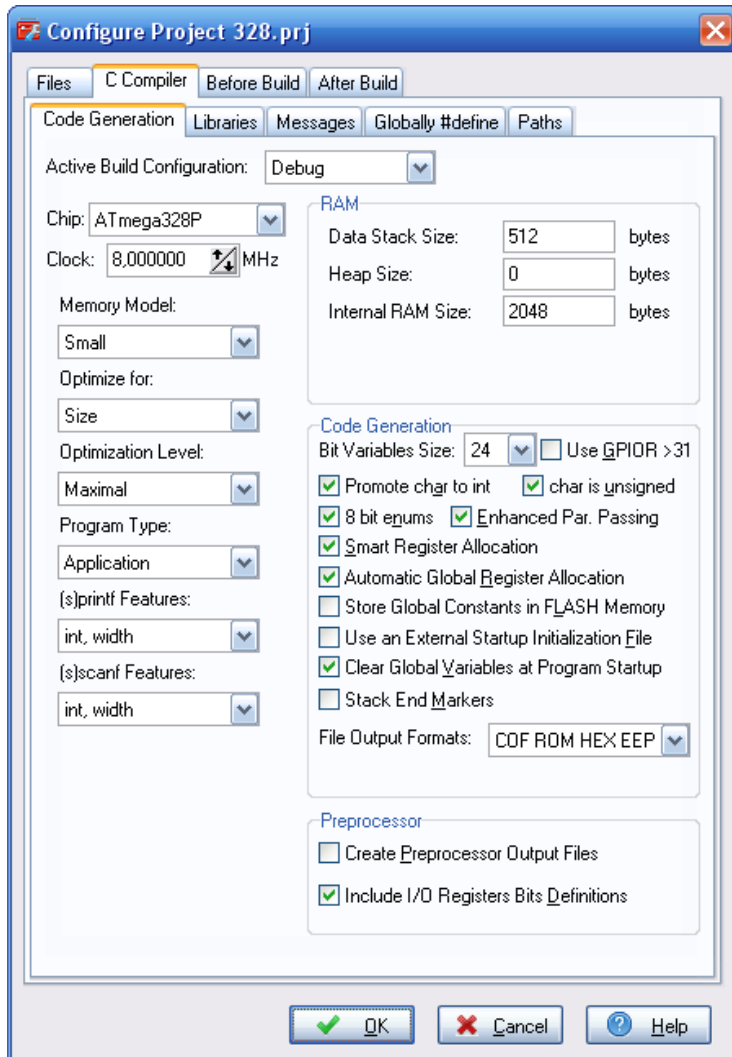 Configure Project 328.prj
Files C Compiler Before Build After Build
Code Generation Libraries Messages Globally #define Paths
Active Build Configuration: Debug
Chip: ATmega328P
Clock: 8,000000 MHz
Memory Model:
Small
Optimize for:
Size
Optimization Level:
Maximal
Program Type:
Application
(s)printf Features:
int, width
(s)scanf Features:
int, width
RAM
Data Stack Size: 512 bytes
Heap Size: 0 bytes
Internal RAM Size: 2048 bytes
Code Generation
Bit Variables Size: 24 Use GPIOR >31
Promote char to int char is unsigned
8 bit enums Enhanced Par. Passing
Smart Register Allocation
Automatic Global Register Allocation
Store Global Constants in FLASH Memory
Use an External Startup Initialization File
Clear Global Variables at Program Startup
Stack End Markers
File Output Formats: COF ROM HEX EEP
Preprocessor
Create Preprocessor Output Files
Include I/O Registers Bits Definitions
OK Cancel Help